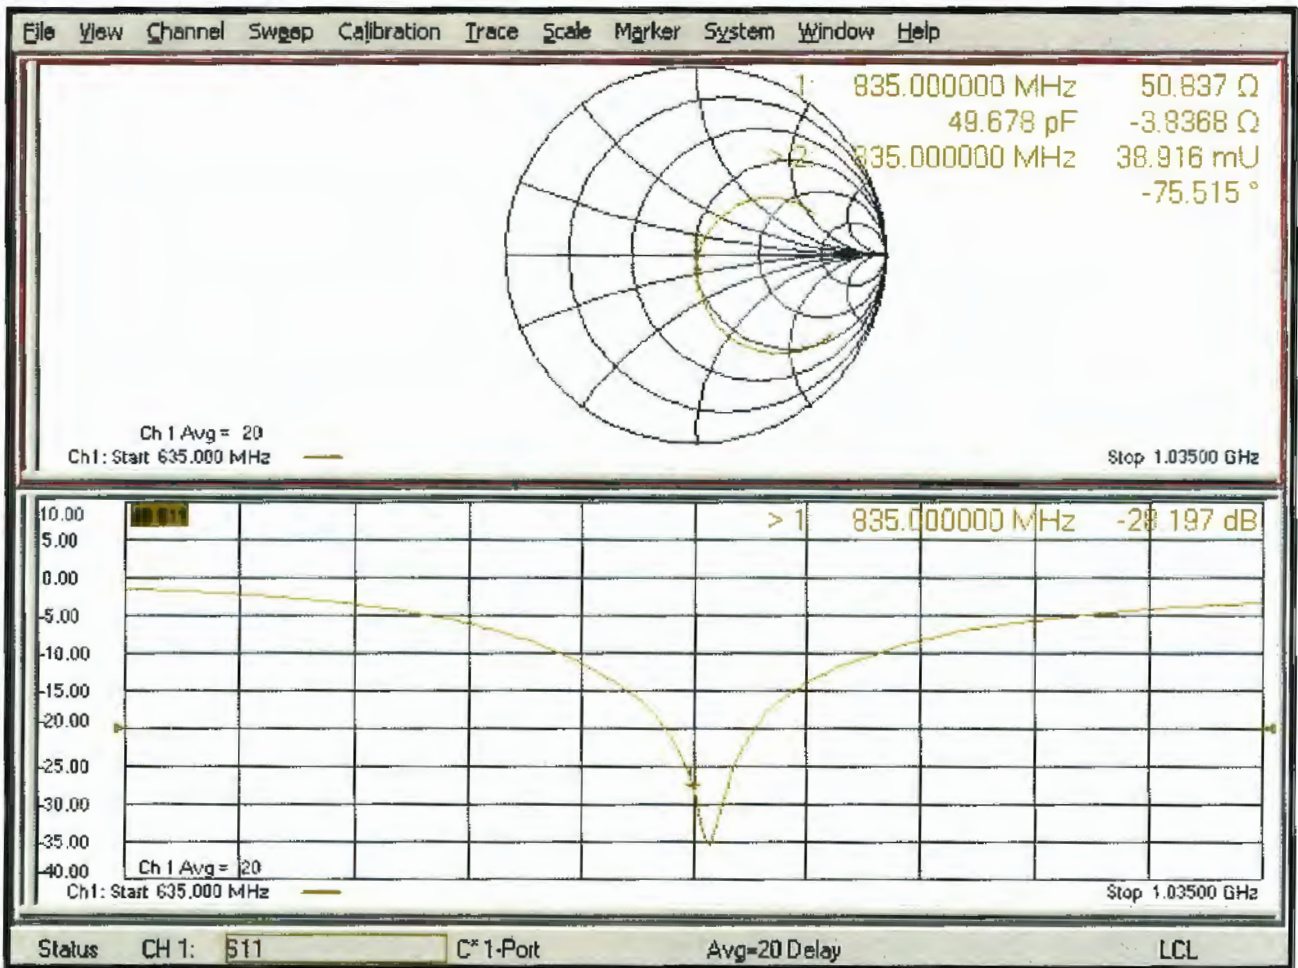 File View Channel Sweep Calibration Trace Scale Marker System Window Help
1: 835.000000 MHz 50.837 Ω
49.678 pF -3.8368 Ω
> 2: 835.000000 MHz 38.916 mU
-75.515 °
Ch 1 Avg = 20
Ch1: Start 635.000 MHz
Stop 1.03500 GHz
10.00
> 1: 835.000000 MHz -28.197 dB
5.00
0.00
-5.00
-10.00
-15.00
-20.00
-25.00
-30.00
-35.00
-40.00
Ch 1 Avg = 20
Ch1: Start 635.000 MHz
Stop 1.03500 GHz
Status CH 1: S11 C* 1-Port Avg=20 Delay LCL